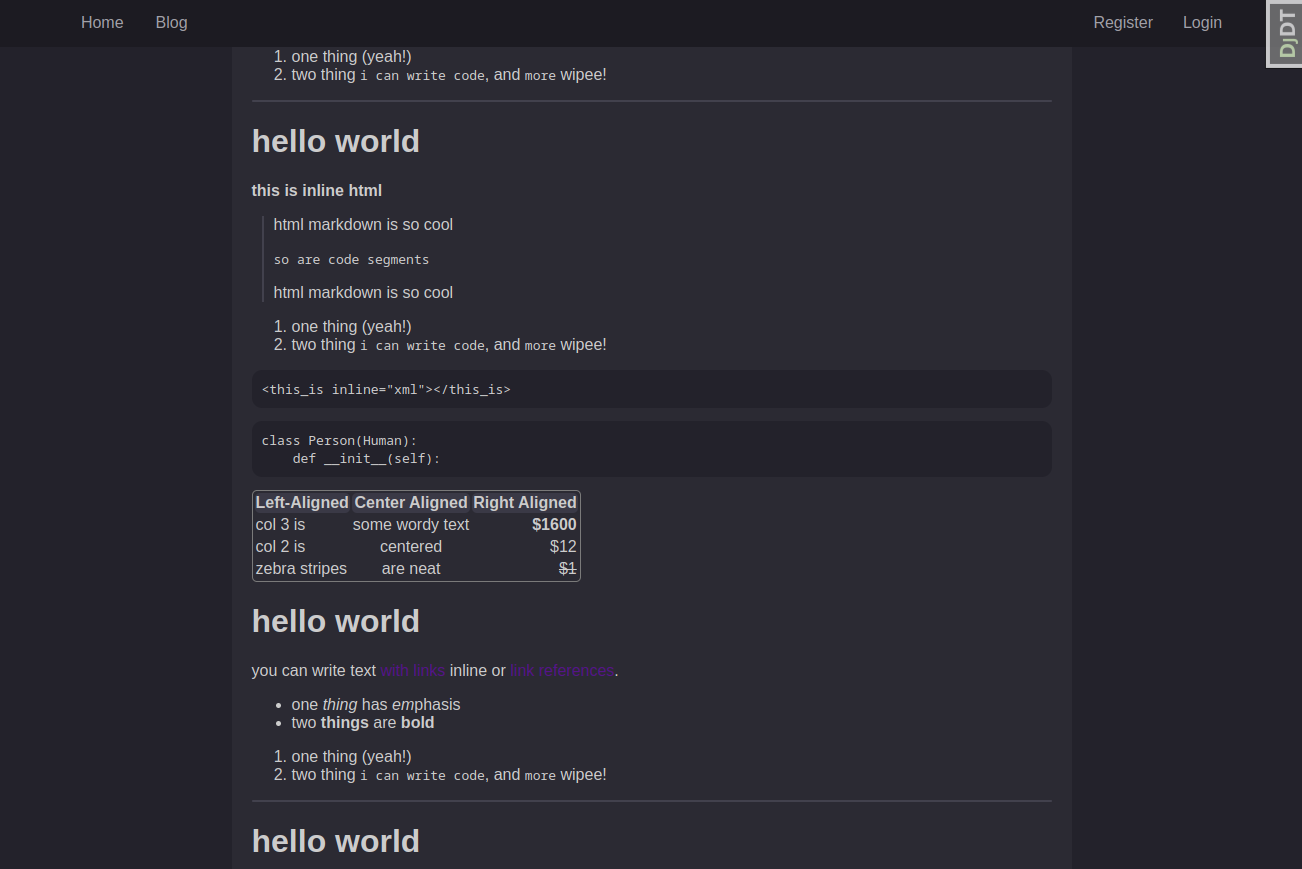 Home Blog Register Login DjDT
1. one thing (yeah!)
2. two thing i can write code, and more wipee!
hello world
this is inline html
html markdown is so cool
so are code segments
html markdown is so cool
1. one thing (yeah!)
2. two thing i can write code, and more wipee!
<this_is inline="xml"></this_is>
class Person(Human):
    def __init__(self):
Left-Aligned Center Aligned Right Aligned
col 3 is some wordy text $1600
col 2 is centered $12
zebra stripes are neat $1
hello world
you can write text with links inline or link references.
• one thing has emphasis
• two things are bold
1. one thing (yeah!)
2. two thing i can write code, and more wipee!
hello world